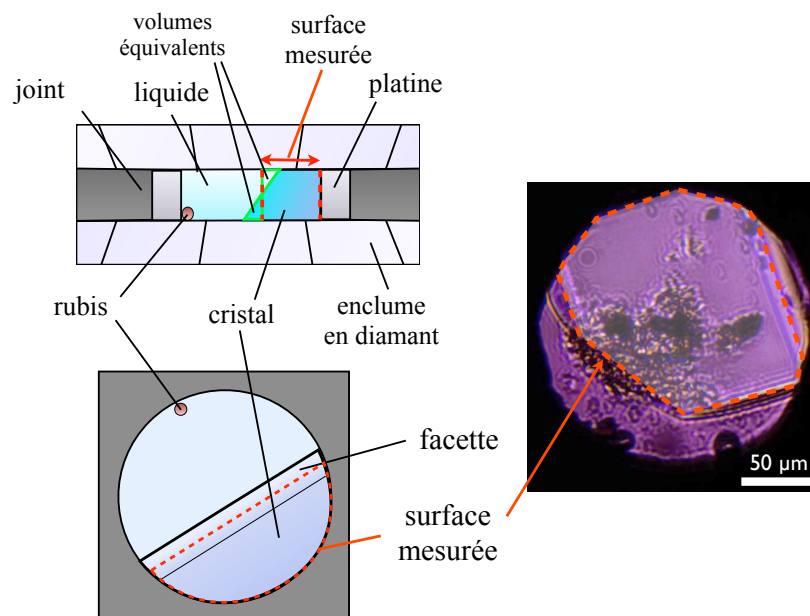 volumes
équivalents
surface
mesurée
joint
liquide
platine
rubis
cristal
enclume
en diamant
facette
surface
mesurée
50 µm